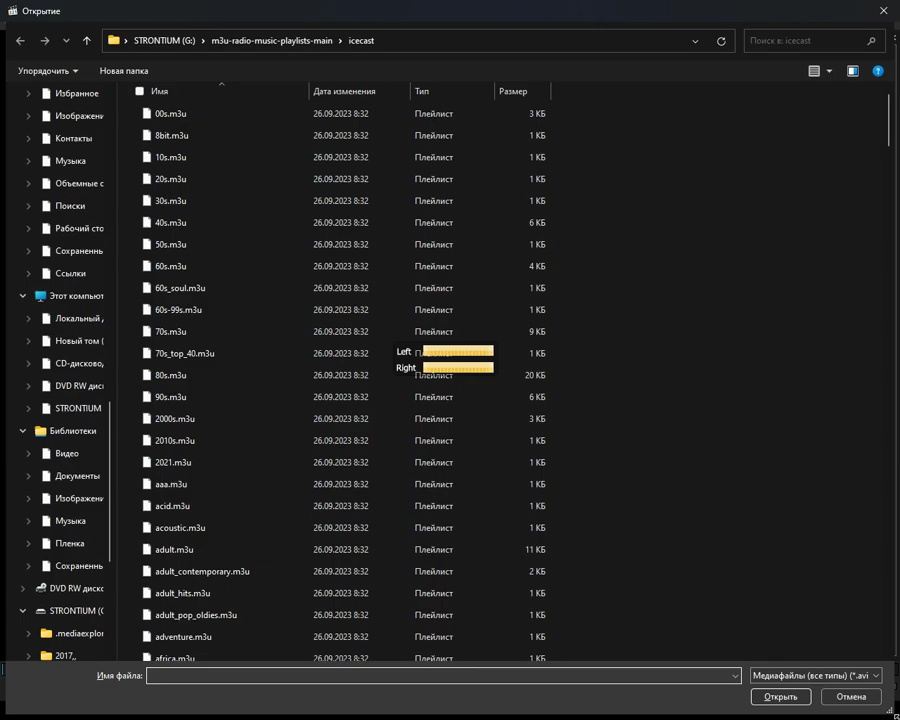 Открытие
STRONTIUM (G:) > m3u-radio-music-playlists-main > icecast
Поиск в: icecast
Упорядочить
Новая папка
Имя Дата изменения Тип Размер
Избранное
Изображени
Контакты
Музыка
Объемные с
Поиски
Рабочий сто
Сохраненны
Ссылки
Этот компьют
Локальный д
Новый том (
CD-дисково
DVD RW диск
STRONTIUM
Библиотеки
Видео
Документы
Изображени
Музыка
Пленка
Сохраненны
DVD RW диско
STRONTIUM (G
.mediaexplor
2017,,
00s.m3u 26.09.2023 8:32 Плейлист 3 КБ
8bit.m3u 26.09.2023 8:32 Плейлист 1 КБ
10s.m3u 26.09.2023 8:32 Плейлист 1 КБ
20s.m3u 26.09.2023 8:32 Плейлист 1 КБ
30s.m3u 26.09.2023 8:32 Плейлист 1 КБ
40s.m3u 26.09.2023 8:32 Плейлист 6 КБ
50s.m3u 26.09.2023 8:32 Плейлист 1 КБ
60s.m3u 26.09.2023 8:32 Плейлист 4 КБ
60s_soul.m3u 26.09.2023 8:32 Плейлист 1 КБ
60s-99s.m3u 26.09.2023 8:32 Плейлист 1 КБ
70s.m3u 26.09.2023 8:32 Плейлист 9 КБ
70s_top_40.m3u 26.09.2023 8:32 1 КБ
80s.m3u 26.09.2023 8:32 Плейлист 20 КБ
90s.m3u 26.09.2023 8:32 Плейлист 6 КБ
2000s.m3u 26.09.2023 8:32 Плейлист 3 КБ
2010s.m3u 26.09.2023 8:32 Плейлист 1 КБ
2021.m3u 26.09.2023 8:32 Плейлист 1 КБ
aaa.m3u 26.09.2023 8:32 Плейлист 1 КБ
acid.m3u 26.09.2023 8:32 Плейлист 1 КБ
acoustic.m3u 26.09.2023 8:32 Плейлист 1 КБ
adult.m3u 26.09.2023 8:32 Плейлист 11 КБ
adult_contemporary.m3u 26.09.2023 8:32 Плейлист 2 КБ
adult_hits.m3u 26.09.2023 8:32 Плейлист 1 КБ
adult_pop_oldies.m3u 26.09.2023 8:32 Плейлист 1 КБ
adventure.m3u 26.09.2023 8:32 Плейлист 1 КБ
africa.m3u 26.09.2023 8:32 Плейлист 1 КБ
Left
Right
Имя файла:
Медиафайлы (все типы) (*.avi
Открыть
Отмена